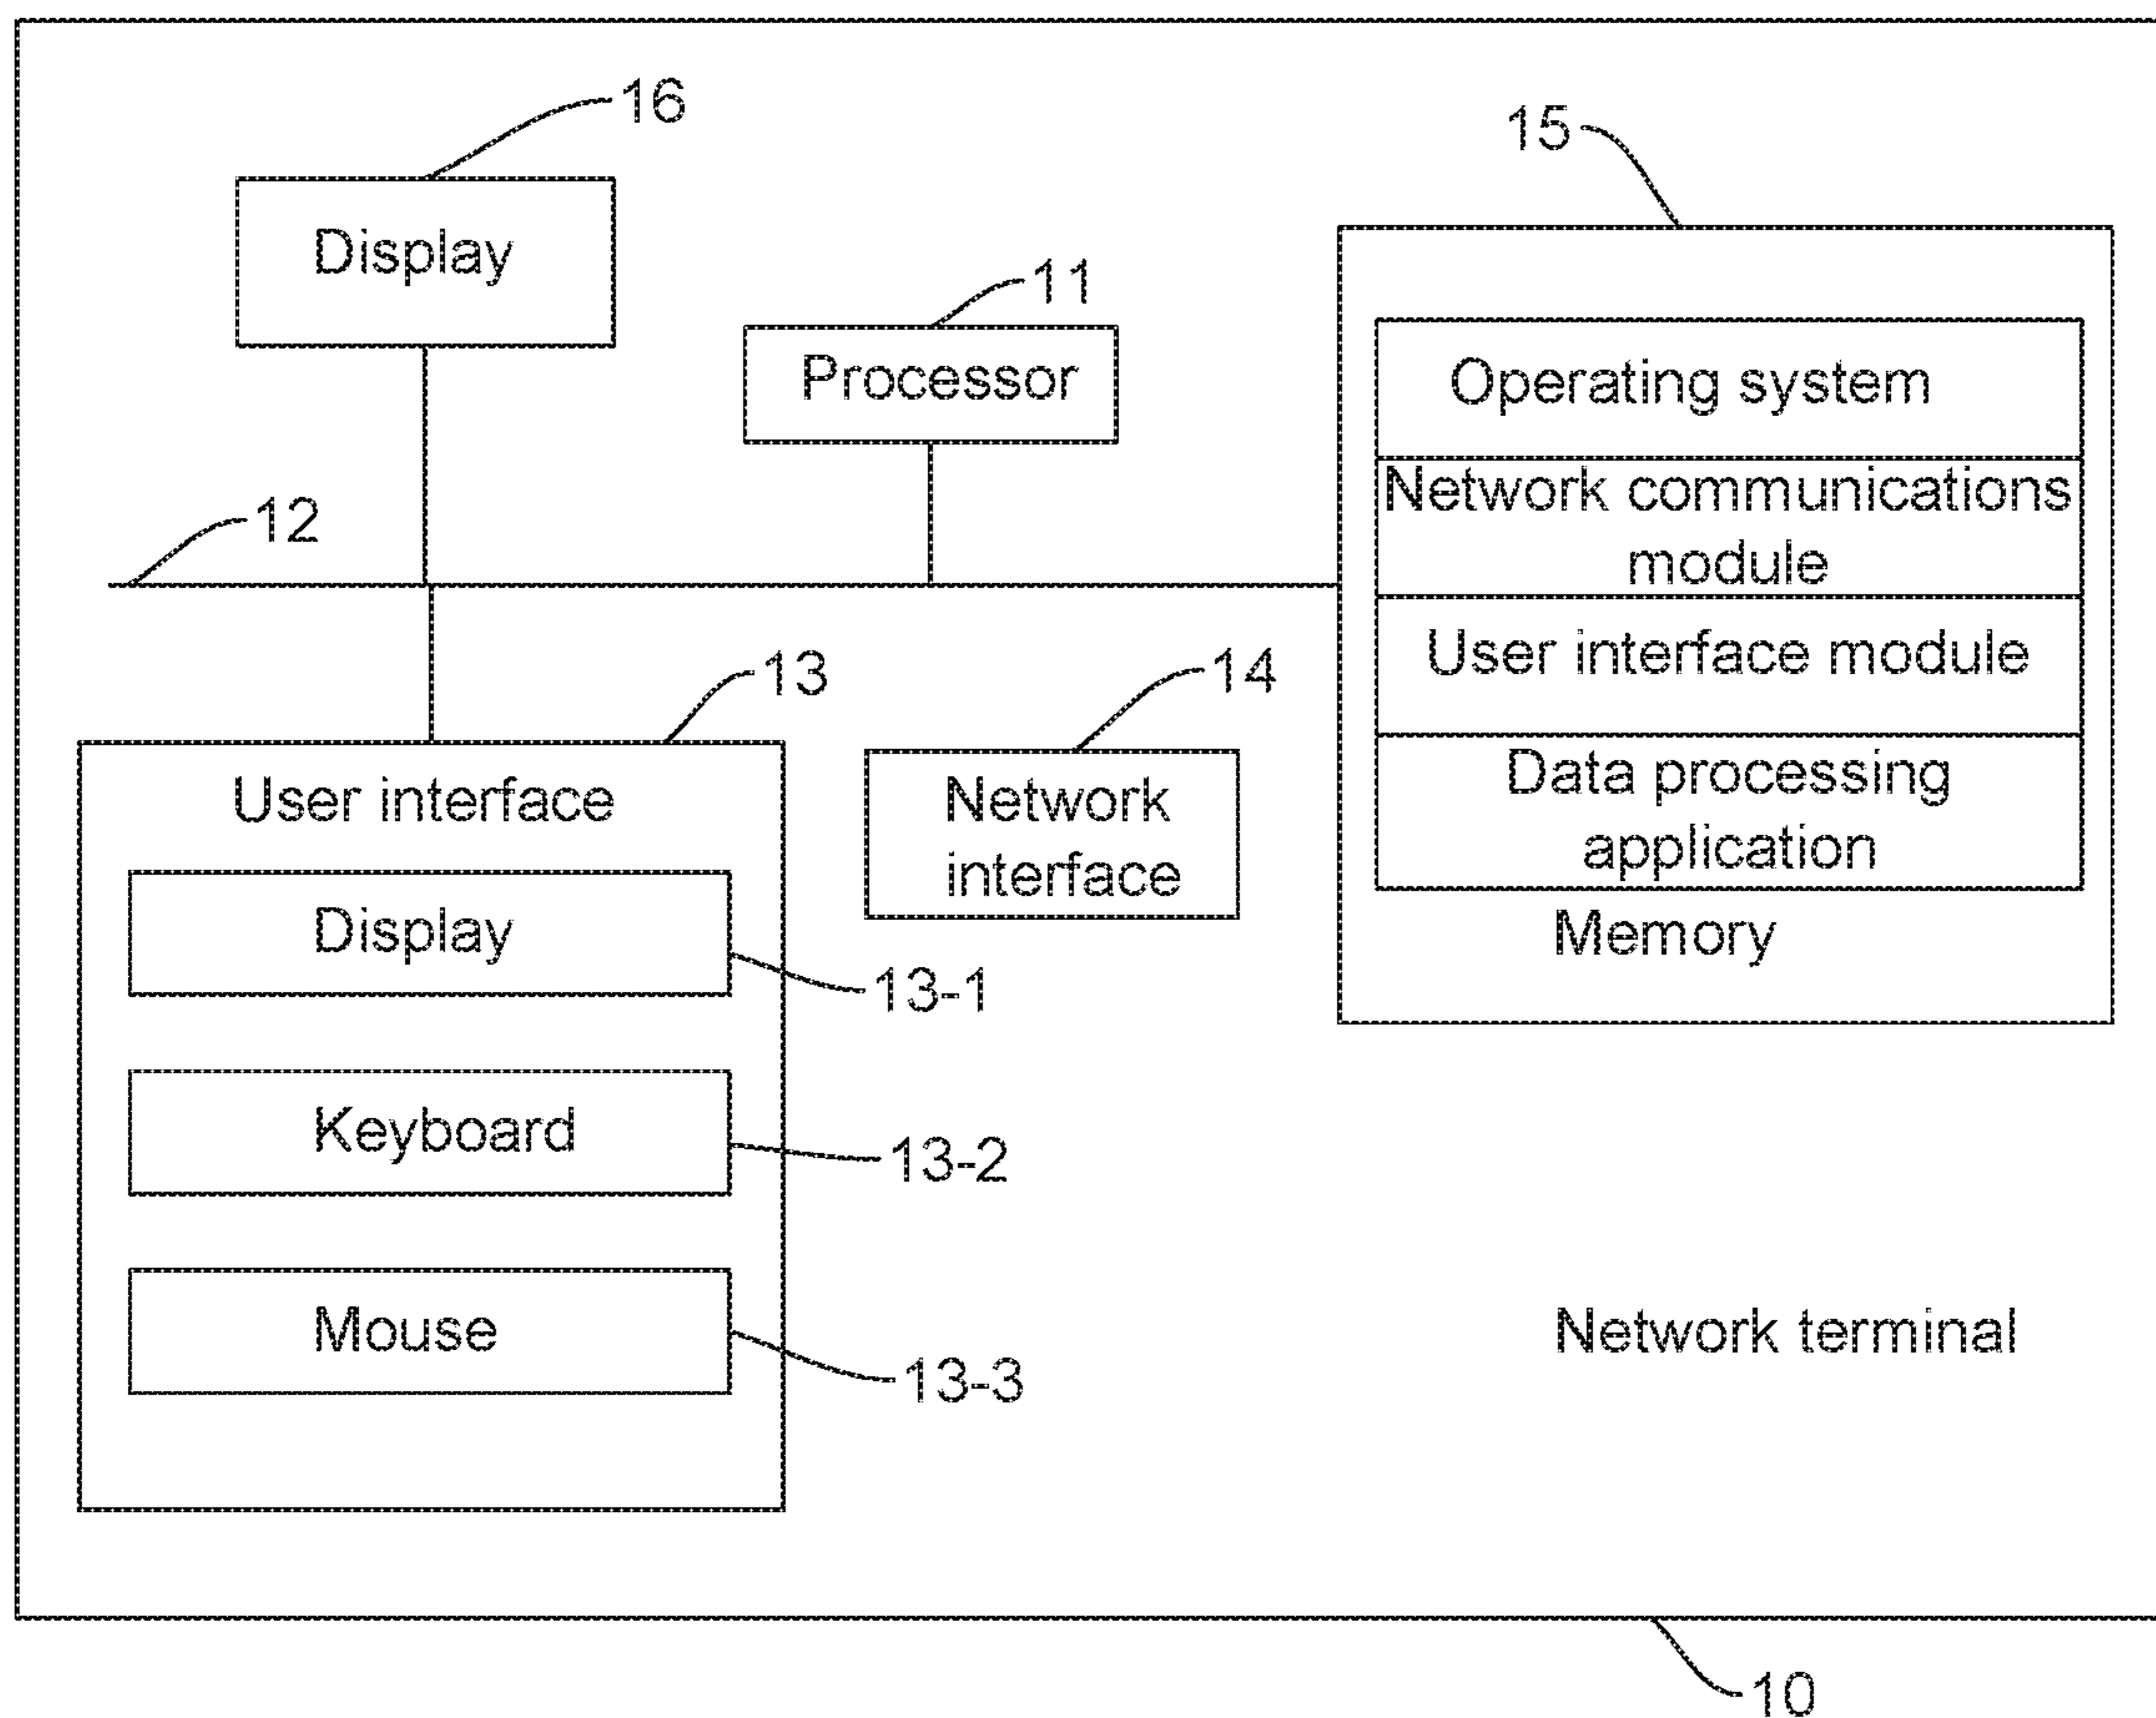 16
15
Display
11
Processor
Operating system
12
Network communications
module
13
14
User interface module
User interface
Network
interface
Data processing
application
Display
Memory
13-1
Keyboard
13-2
Mouse
13-3
Network terminal
10